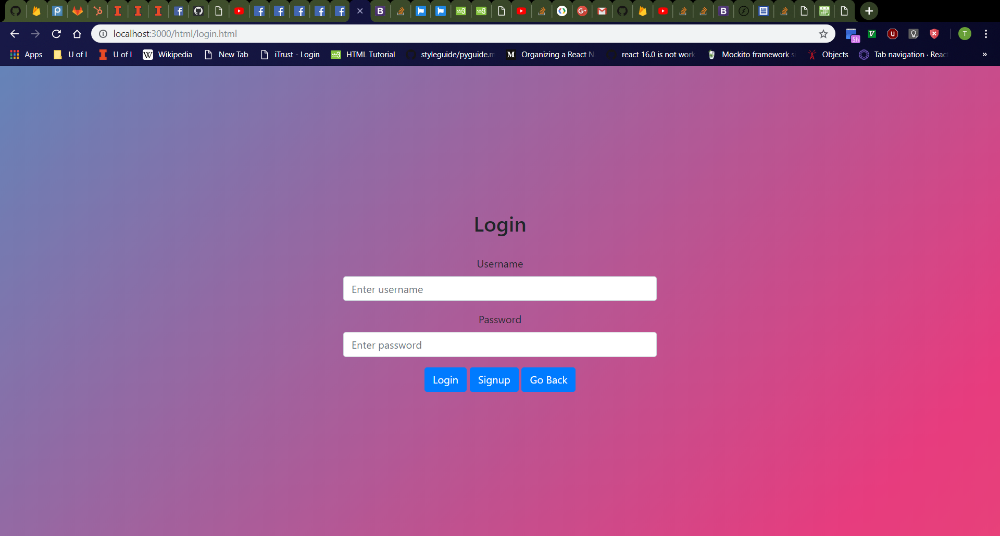 localhost:3000/html/login.html
5h
T
Apps U of I U of I Wikipedia New Tab iTrust - Login HTML Tutorial styleguide/pyguide.m Organizing a React N react 16.0 is not work Mockito framework si Objects Tab navigation · Reac »
Login
Username
Enter username
Password
Enter password
Login Signup Go Back